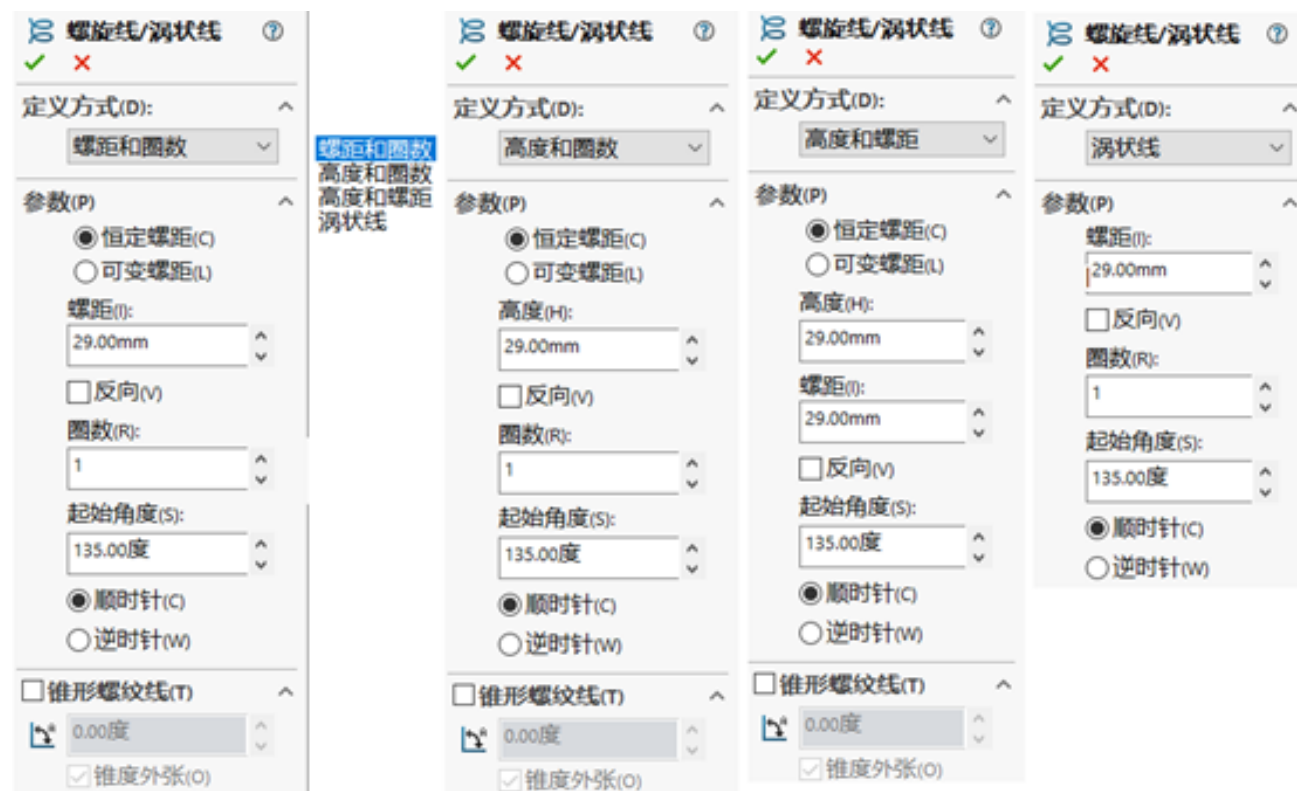 螺旋线/涡状线
定义方式(D):
螺距和圈数
参数(P)
恒定螺距(C)
可变螺距(L)
螺距(I):
29.00mm
反向(V)
圈数(R):
1
起始角度(S):
135.00度
顺时针(C)
逆时针(W)
锥形螺纹线(T)
0.00度
锥度外张(O)
螺距和圈数
高度和圈数
高度和螺距
涡状线
螺旋线/涡状线
定义方式(D):
高度和圈数
参数(P)
恒定螺距(C)
可变螺距(L)
高度(H):
29.00mm
反向(V)
圈数(R):
1
起始角度(S):
135.00度
顺时针(C)
逆时针(W)
锥形螺纹线(T)
0.00度
锥度外张(O)
螺旋线/涡状线
定义方式(D):
高度和螺距
参数(P)
恒定螺距(C)
可变螺距(L)
高度(H):
29.00mm
螺距(I):
29.00mm
反向(V)
起始角度(S):
135.00度
顺时针(C)
逆时针(W)
锥形螺纹线(T)
0.00度
锥度外张(O)
螺旋线/涡状线
定义方式(D):
涡状线
参数(P)
螺距(I):
29.00mm
反向(V)
圈数(R):
1
起始角度(S):
135.00度
顺时针(C)
逆时针(W)